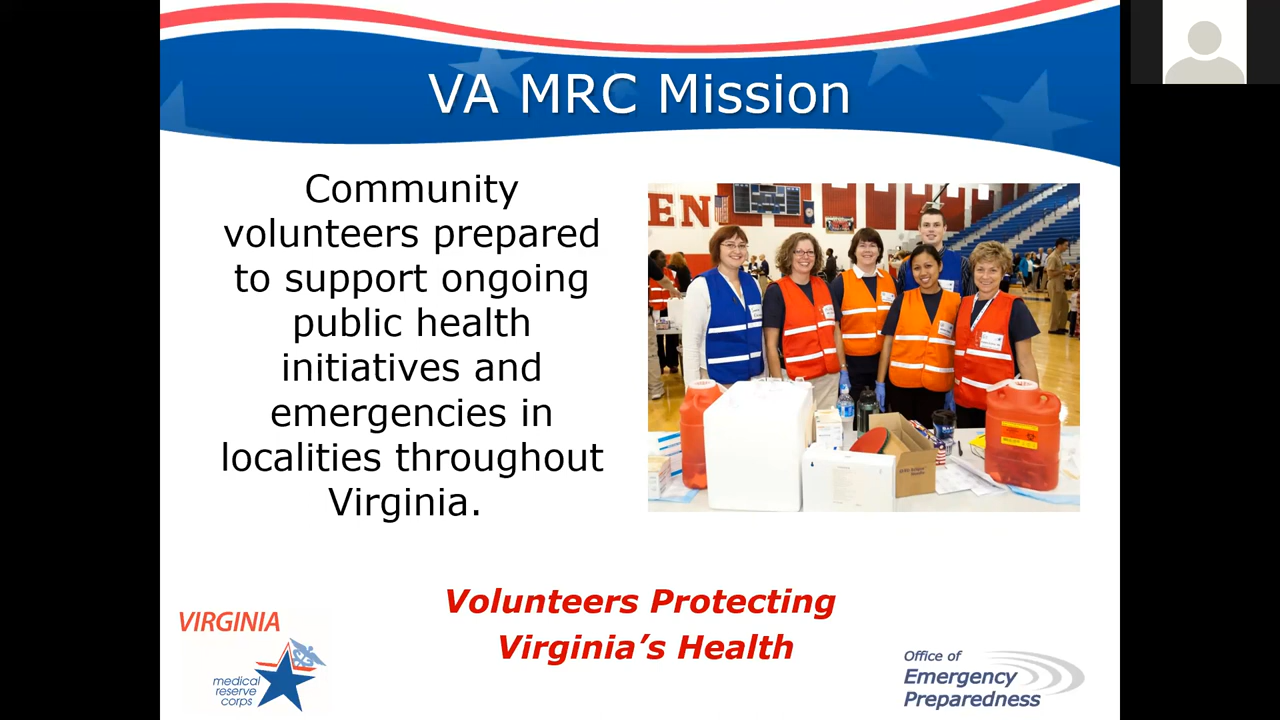 VA MRC Mission
Community
volunteers prepared
to support ongoing
public health
initiatives and
emergencies in
localities throughout
Virginia.
EN
Volunteers Protecting
Virginia’s Health
VIRGINIA
medical
reserve
corps
Office of
Emergency
Preparedness